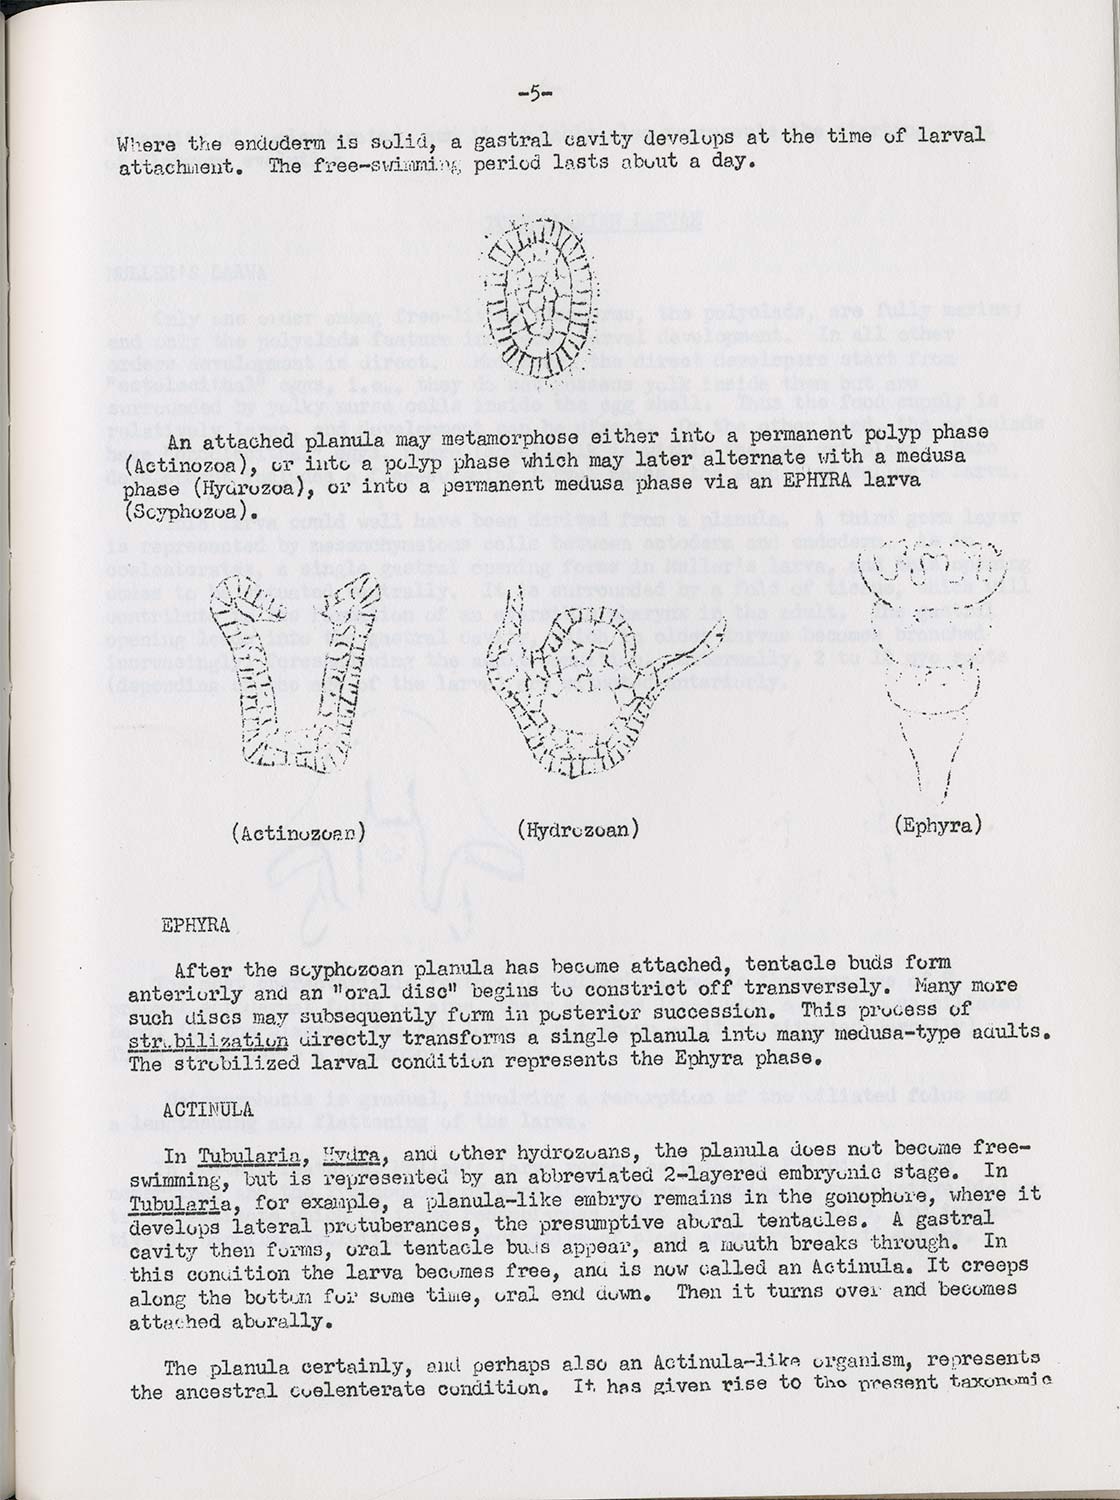 -5-
Where the endoderm is solid, a gastral cavity develops at the time of larval
attachment. The free-swimming period lasts about a day.
An attached planula may metamorphose either into a permanent polyp phase
(Actinozoa), or into a polyp phase which may later alternate with a medusa
phase (Hydrozoa), or into a permanent medusa phase via an EPHYRA larva
(Scyphozoa).
(Actinozoan) (Hydrozoan) (Ephyra)
EPHYRA
After the scyphozoan planula has become attached, tentacle buds form
anteriorly and an "oral disc" begins to constrict off transversely. Many more
such discs may subsequently form in posterior succession. This process of
strobilization directly transforms a single planula into many medusa-type adults.
The strobilized larval condition represents the Ephyra phase.
ACTINULA
In Tubularia, Hydra, and other hydrozoans, the planula does not become free-
swimming, but is represented by an abbreviated 2-layered embryonic stage. In
Tubularia, for example, a planula-like embryo remains in the gonophore, where it
develops lateral protuberances, the presumptive aboral tentacles. A gastral
cavity then forms, oral tentacle buds appear, and a mouth breaks through. In
this condition the larva becomes free, and is now called an Actinula. It creeps
along the bottom for some time, oral end down. Then it turns over and becomes
attached aborally.
The planula certainly, and perhaps also an Actinula-like organism, represents
the ancestral coelenterate condition. It has given rise to the present taxonomic